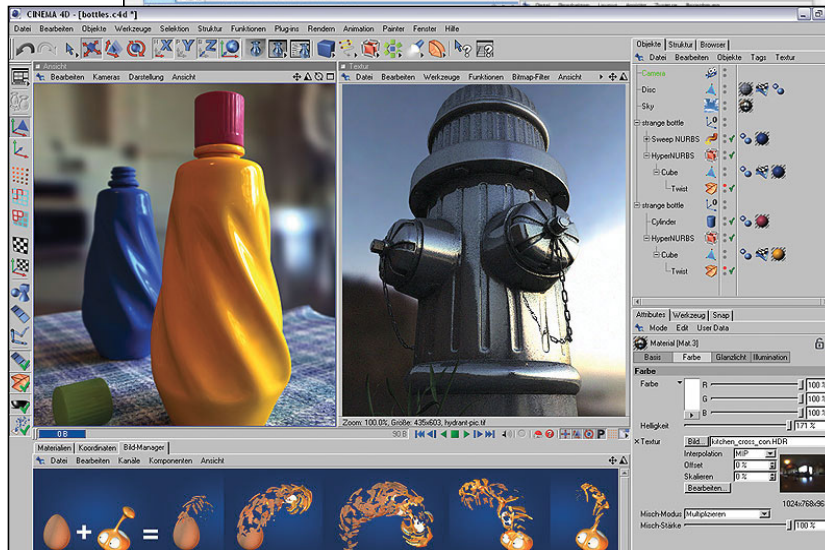 CINEMA 4D - [bottles.c4d *]
Datei Bearbeiten Objekte Werkzeuge Selektion Struktur Funktionen Plug-ins Rendern Animation Painter Fenster Hilfe
Objekte Struktur Browser
Datei Bearbeiten Objekte Tags Textur
Ansicht
Bearbeiten Kameras Darstellung Ansicht
Textur
Datei Bearbeiten Werkzeuge Funktionen Bitmap-Filter Ansicht
Camera
Disc
Sky
strange bottle
Sweep NURBS
HyperNURBS
Cube
Twist
strange bottle
Cylinder
HyperNURBS
Cube
Twist
Attributes Werkzeug Snap
Mode Edit User Data
Material [Mat.3]
Basis Farbe Glanzlicht Illumination
Farbe
Farbe R 100 %
G 100 %
B 100 %
Helligkeit 171 %
Textur Bild... kitchen_cross_con.HDR
Interpolation MIP
Offset 0 %
Skalieren 0 %
Bearbeiten...
1024x768x96
Misch-Modus Multiplizieren
Misch-Stärke 100 %
Zoom: 100.0%, Größe: 435x603, hydrant-pic.tif
0 B 90 B P
Materialien Koordinaten Bild-Manager
Datei Bearbeiten Kanäle Komponenten Ansicht
+ =